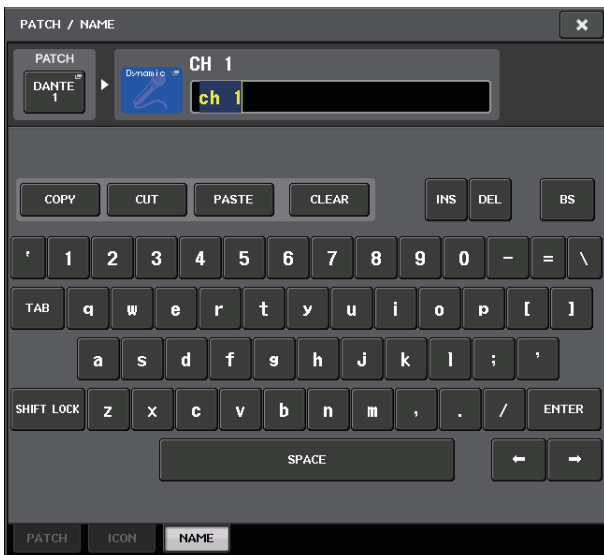 PATCH / NAME
PATCH
DANTE
1
Dynamic
CH 1
ch 1
COPY CUT PASTE CLEAR INS DEL BS
' 1 2 3 4 5 6 7 8 9 0 - = \
TAB q w e r t y u i o p [ ]
a s d f g h j k l ; '
SHIFT LOCK z x c v b n m , . / ENTER
SPACE ← →
PATCH ICON NAME